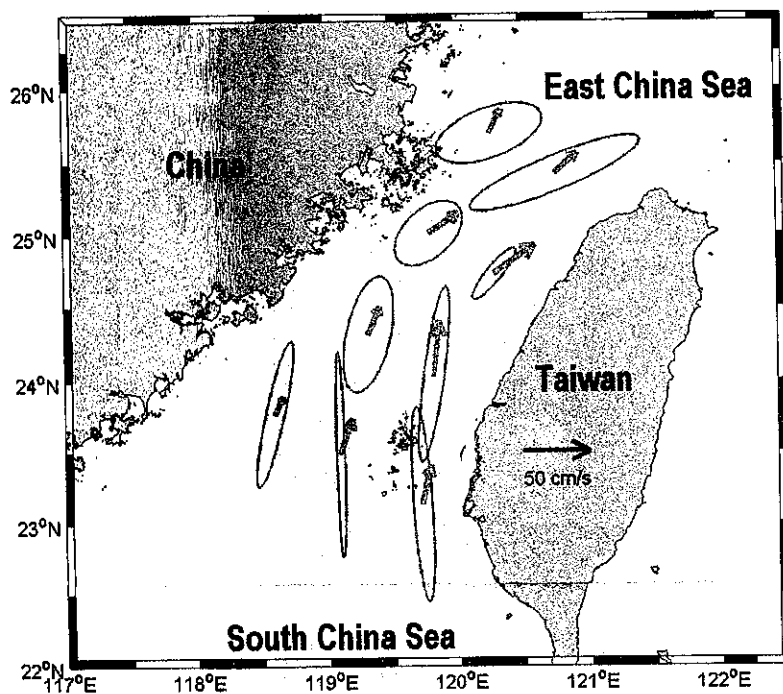 26°N
East China Sea
China
25°N
24°N
Taiwan
50 cm/s
23°N
South China Sea
22°N
117°E 118°E 119°E 120°E 121°E 122°E